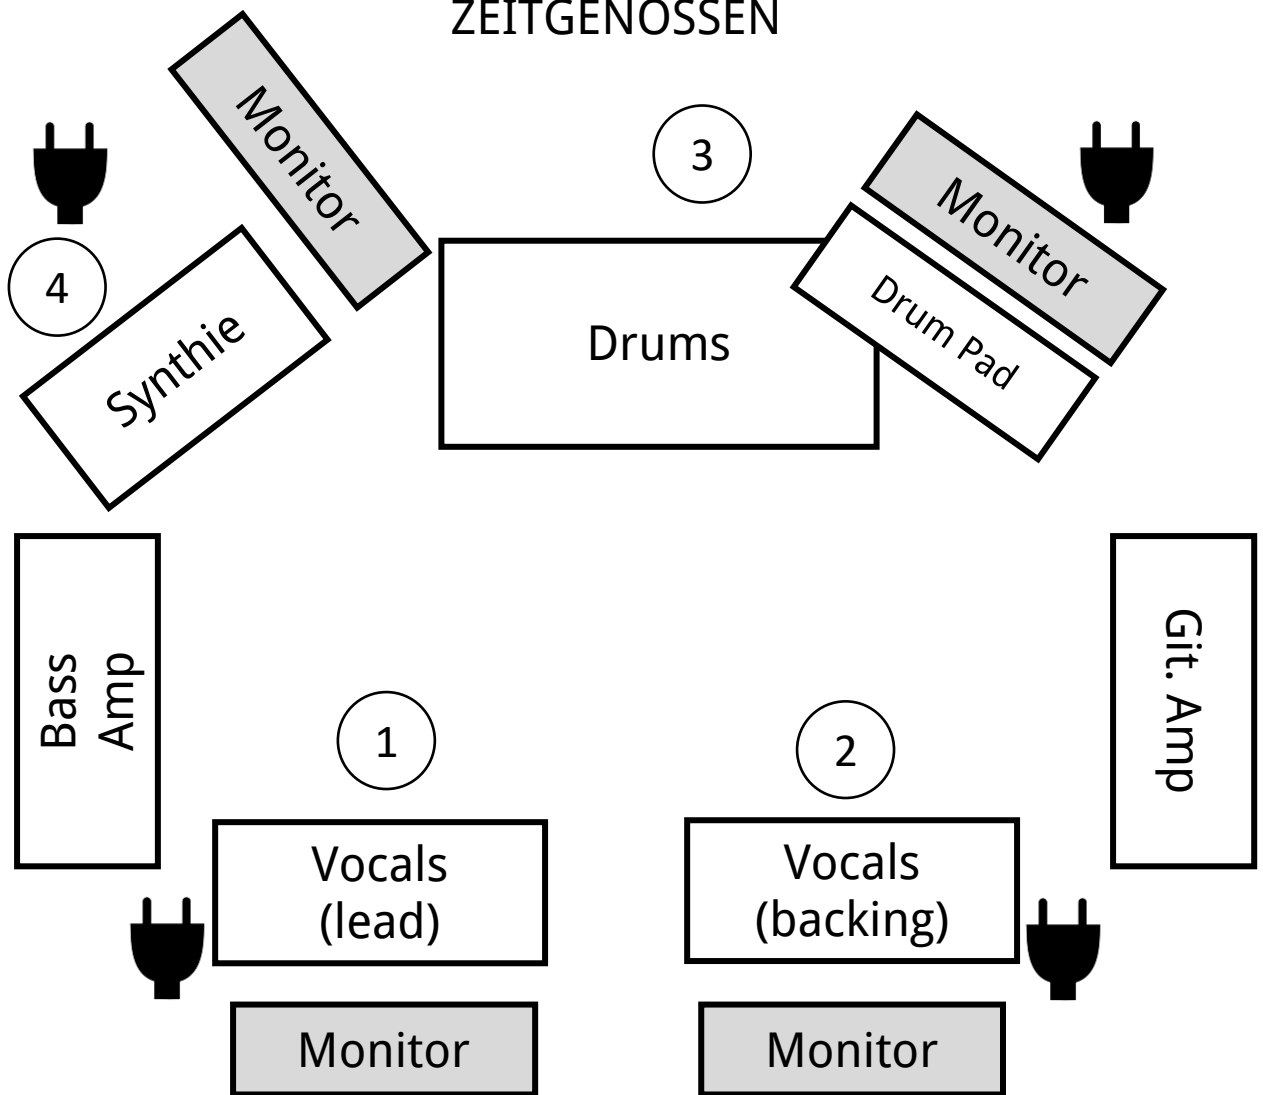 ZEITGENOSSEN
Monitor
3
Monitor
4
Synthie
Drums
Drum Pad
Bass
Amp
Git. Amp
1
2
Vocals
(lead)
Vocals
(backing)
Monitor
Monitor